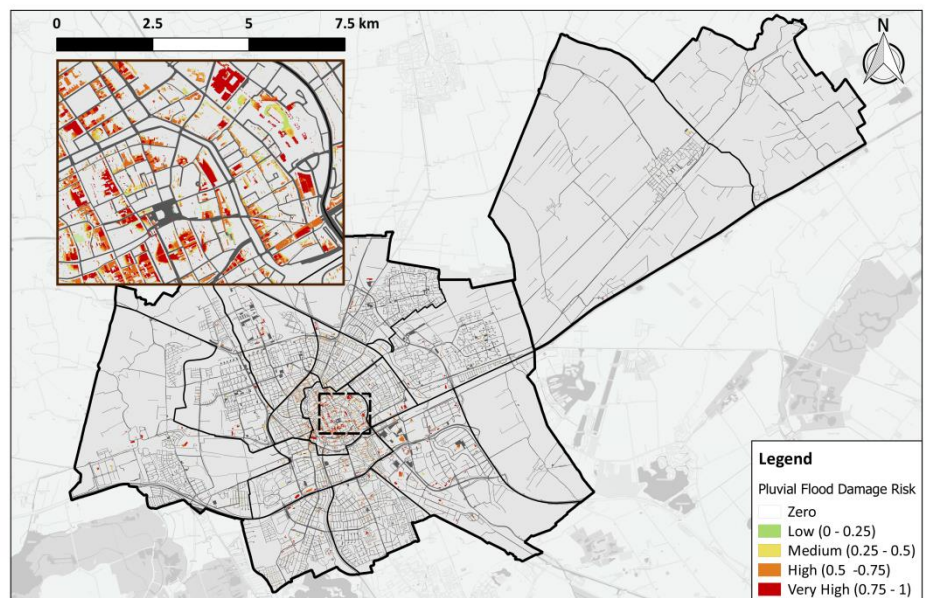 0 2.5 5 7.5 km
N
Legend
Pluvial Flood Damage Risk
Zero
Low (0 - 0.25)
Medium (0.25 - 0.5)
High (0.5 -0.75)
Very High (0.75 - 1)